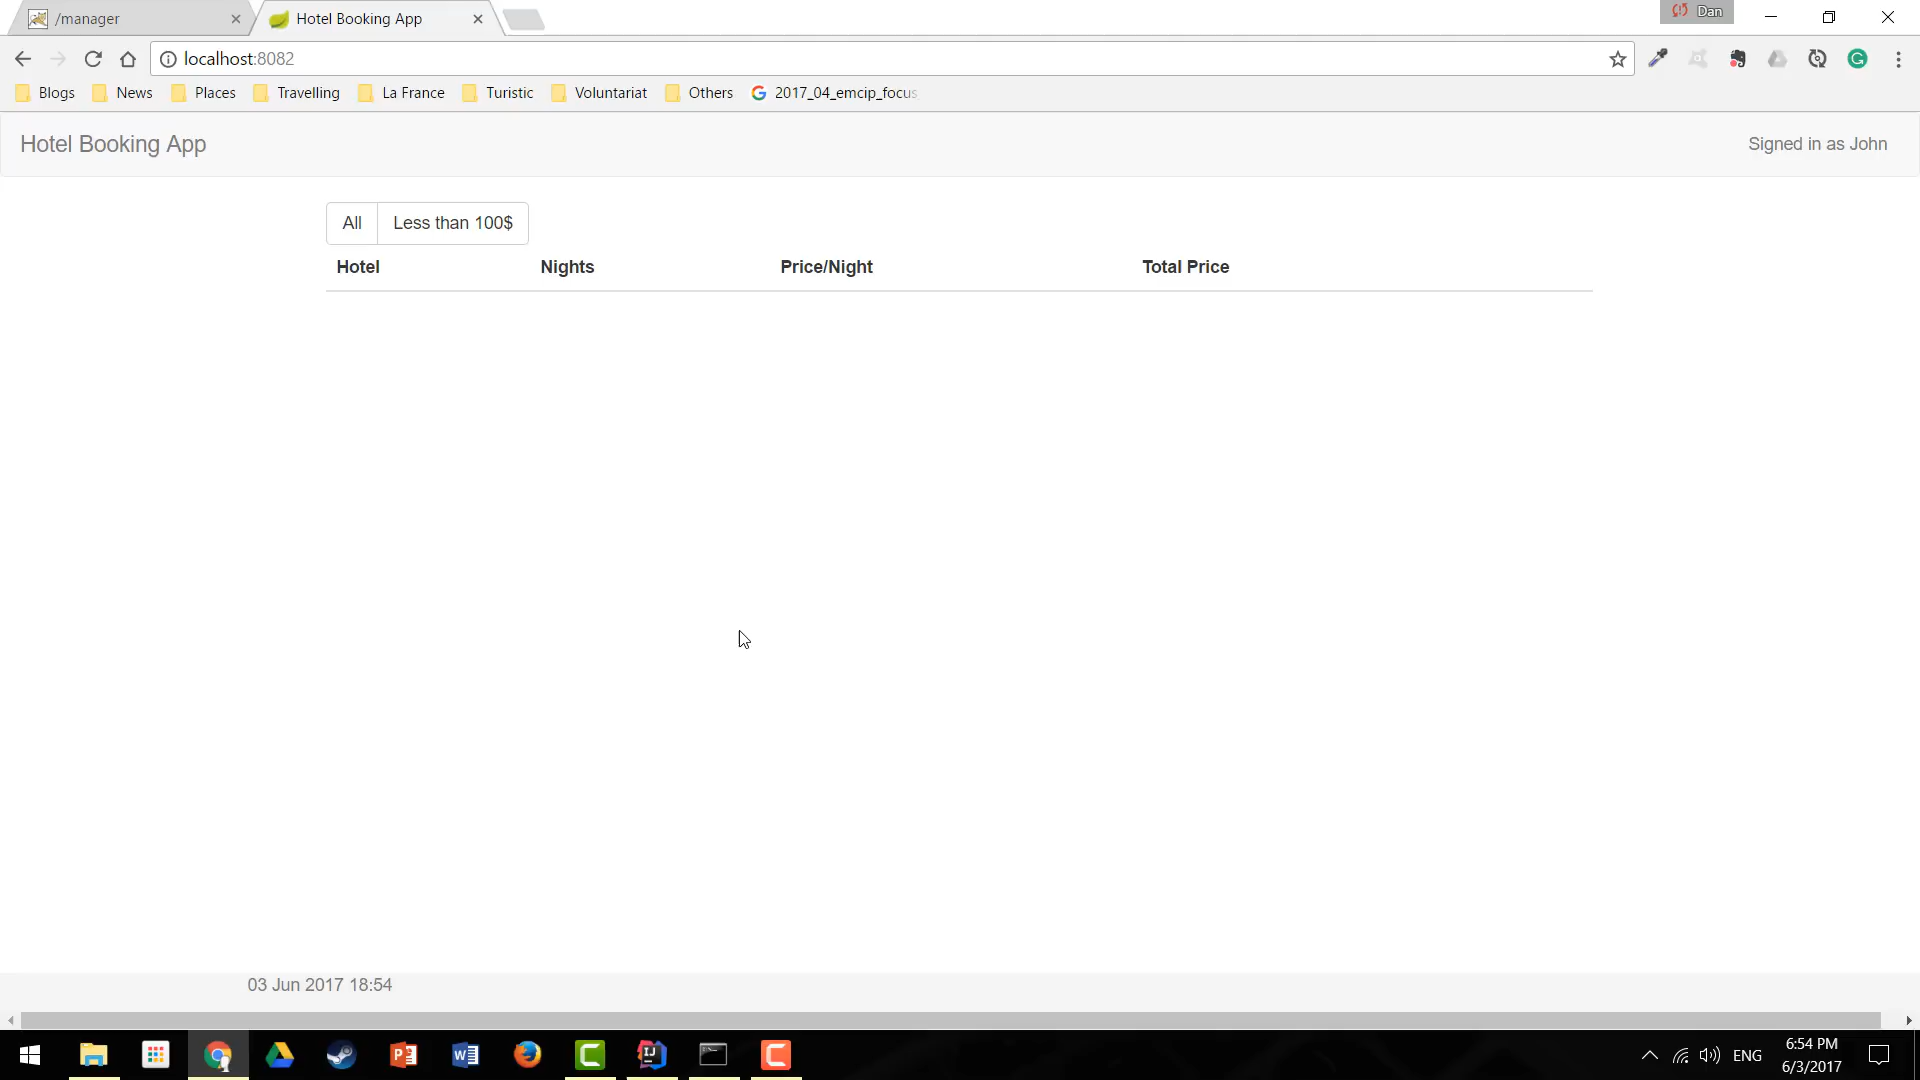 /manager
Hotel Booking App
Dan
localhost:8082
Blogs News Places Travelling La France Turistic Voluntariat Others 2017_04_emcip_focus
Hotel Booking App
Signed in as John
All Less than 100$
Hotel Nights Price/Night Total Price
03 Jun 2017 18:54
ENG
6:54 PM
6/3/2017